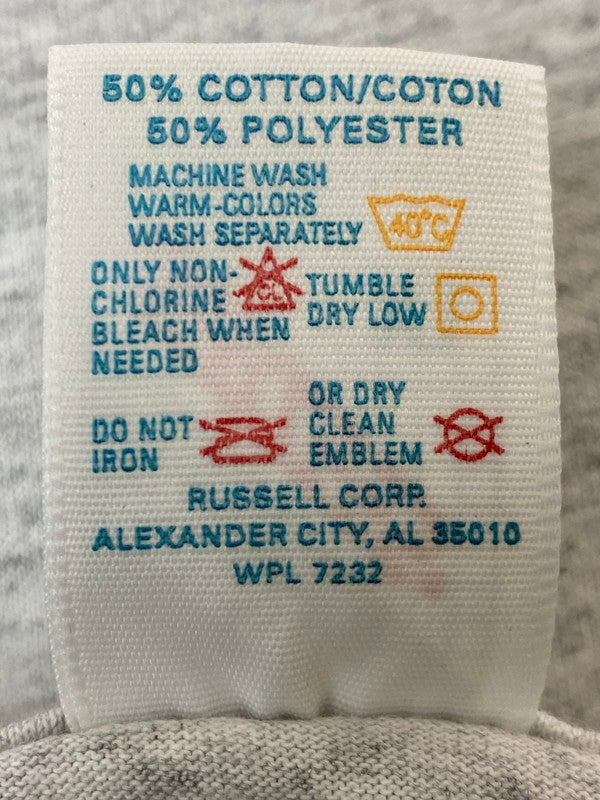 50% COTTON/COTON
50% POLYESTER
MACHINE WASH
WARM-COLORS
WASH SEPARATELY
40°C
ONLY NON-
CHLORINE
BLEACH WHEN
NEEDED
CL
TUMBLE
DRY LOW
DO NOT
IRON
OR DRY
CLEAN
EMBLEM
RUSSELL CORP.
ALEXANDER CITY, AL 35010
WPL 7232